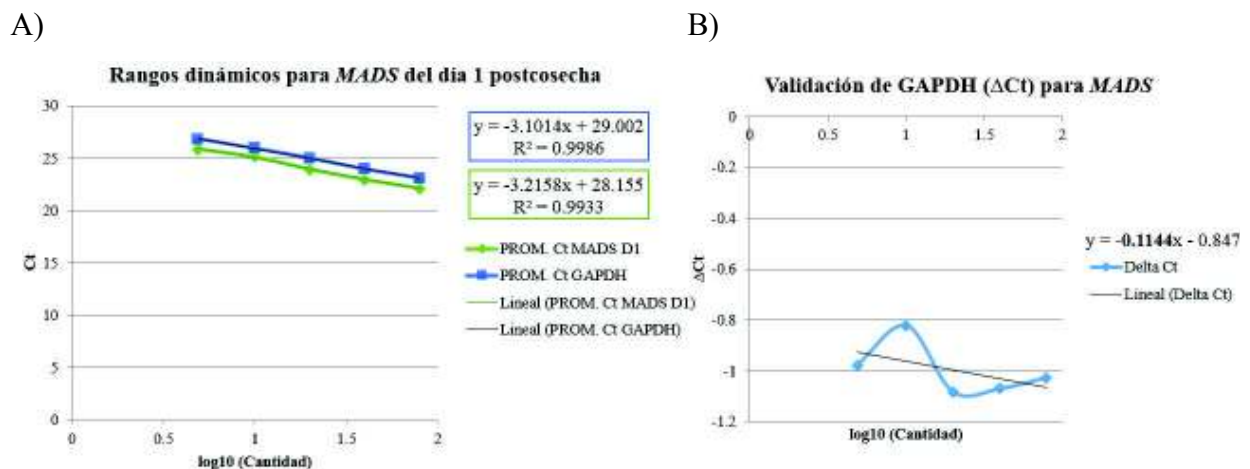 A)
B)
Rangos dinámicos para MADS del día 1 postcosecha
30
25
20
15
10
5
0
Ct
0
0.5
1
1.5
2
log10 (Cantidad)
y = -3.1014x + 29.002
R² = 0.9986
y = -3.2158x + 28.155
R² = 0.9933
PROM. Ct MADS D1
PROM. Ct GAPDH
Lineal (PROM. Ct MADS D1)
Lineal (PROM. Ct GAPDH)
Validación de GAPDH (ΔCt) para MADS
0
-0.2
-0.4
-0.6
-0.8
-1
-1.2
ΔCt
0
0.5
1
1.5
2
log10 (Cantidad)
y = -0.1144x - 0.847
Delta Ct
Lineal (Delta Ct)